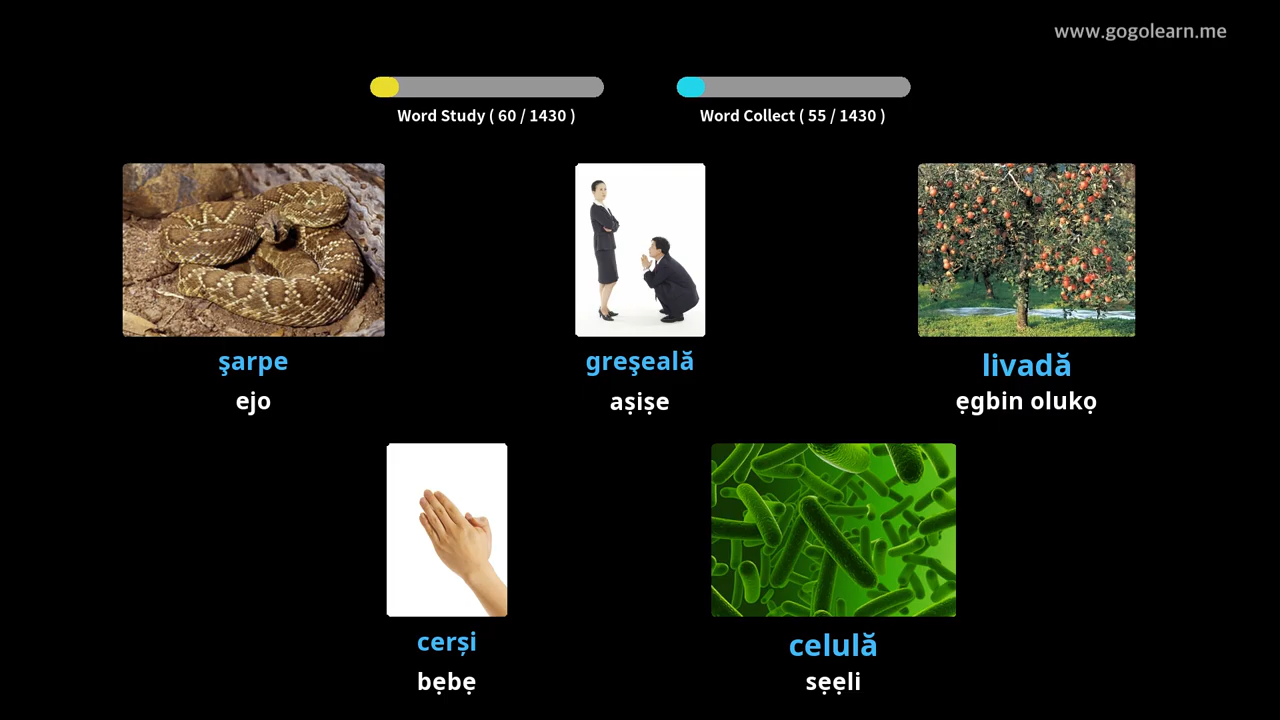 www.gogolearn.me
Word Study ( 60 / 1430 )
Word Collect ( 55 / 1430 )
şarpe
ejo
greşeală
aṣiṣe
livadă
ẹgbin olukọ
cerși
bẹbẹ
celulă
sẹẹli